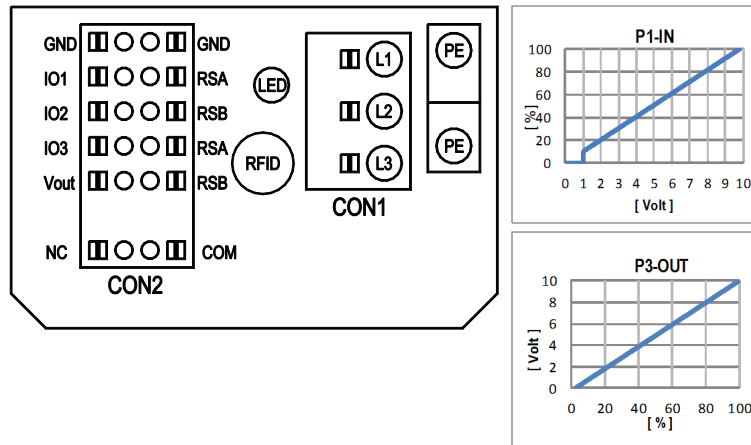 GND GND
IO1 RSA
IO2 RSB
IO3 RSA
Vout RSB
NC COM
CON2
LED
RFID
L1
L2
L3
CON1
PE
PE
P1-IN
[ %]
100
80
60
40
20
0
0 1 2 3 4 5 6 7 8 9 10
[ Volt ]
P3-OUT
[ Volt ]
10
8
6
4
2
0
0 20 40 60 80 100
[ % ]